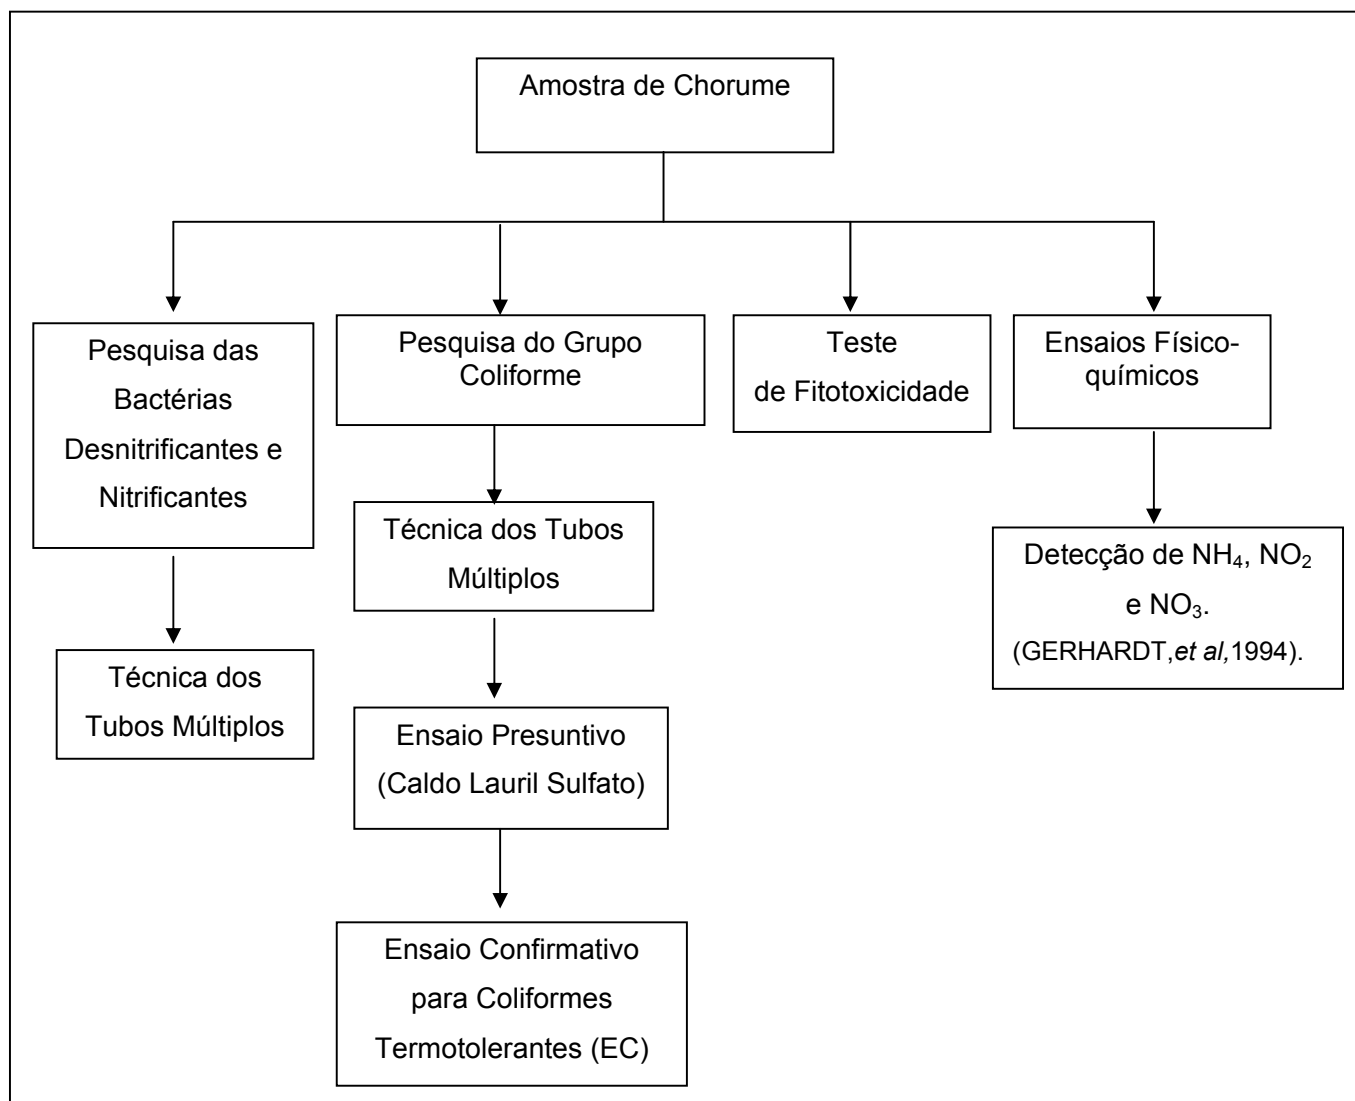 Amostra de Chorume
Pesquisa das
Bactérias
Desnitrificantes e
Nitrificantes
Técnica dos
Tubos Múltiplos
Pesquisa do Grupo
Coliforme
Técnica dos Tubos
Múltiplos
Ensaio Presuntivo
(Caldo Lauril Sulfato)
Ensaio Confirmativo
para Coliformes
Termotolerantes (EC)
Teste
de Fitotoxicidade
Ensaios Físico-
químicos
Detecção de NH₄, NO₂
e NO₃.
(GERHARDT,et al,1994).